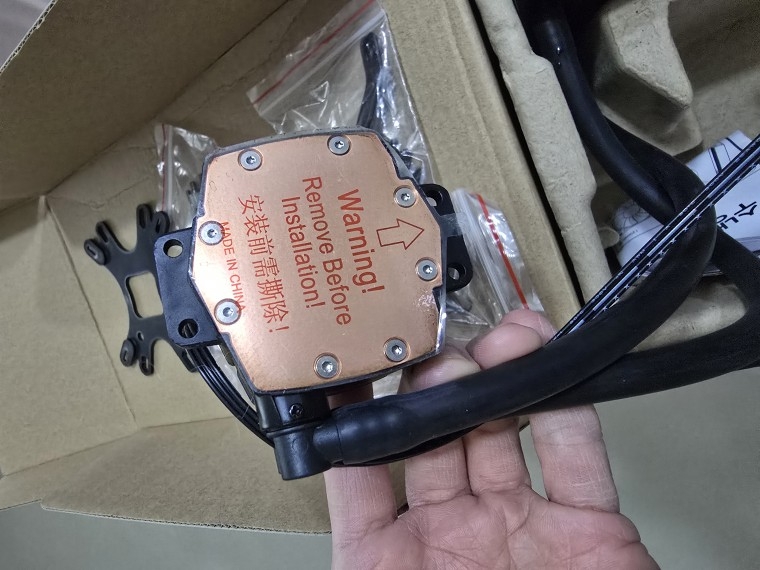 Warning!
Remove Before
Installation!
安装前需撕除！
MADE IN CHINA